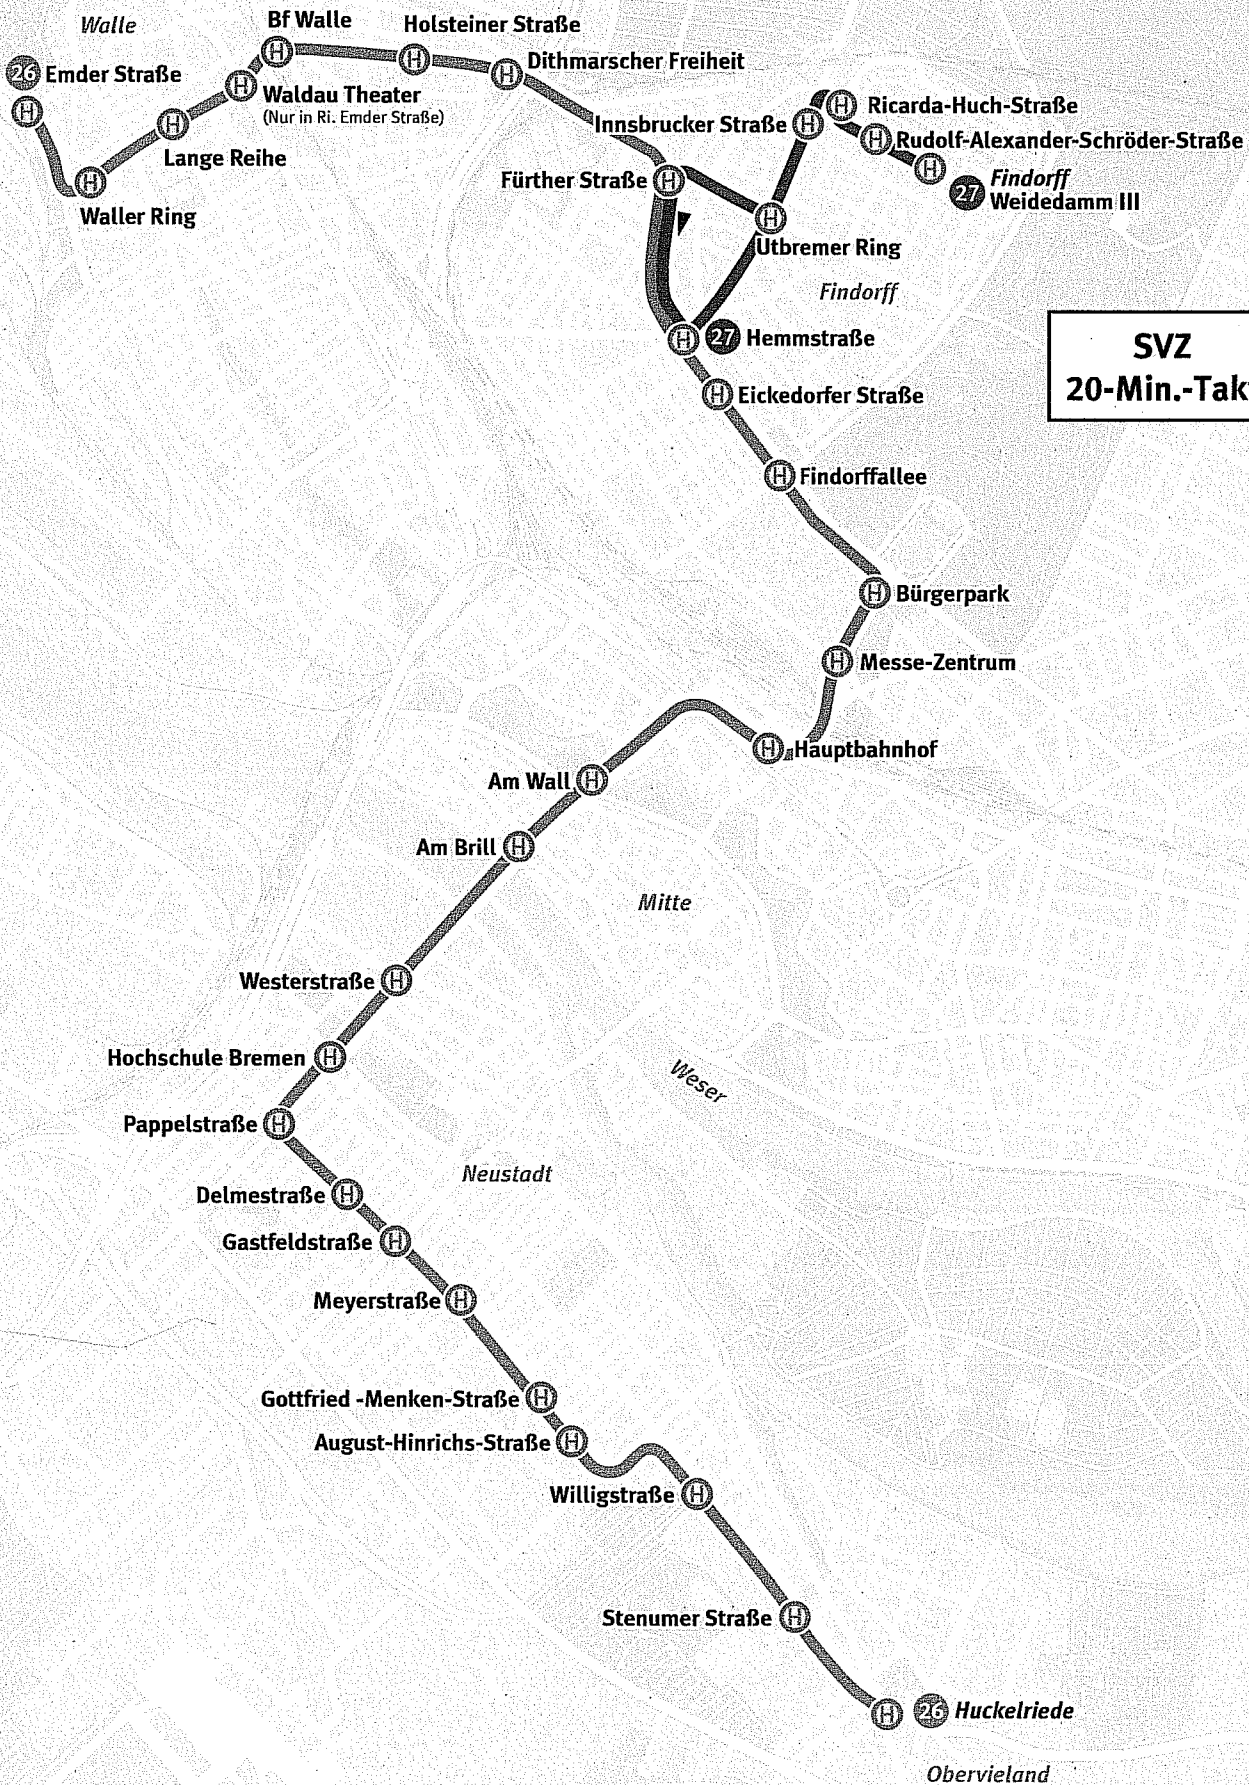 Walle
Bf Walle
Holsteiner Straße
26 Emder Straße
Dithmarscher Freiheit
Waldau Theater
(Nur in Ri. Emder Straße)
Lange Reihe
Waller Ring
Ricarda-Huch-Straße
Innsbrucker Straße
Rudolf-Alexander-Schröder-Straße
Fürther Straße
27 Findorff
Weidedamm III
Utbremer Ring
Findorff
27 Hemmstraße
SVZ
20-Min.-Takt
Eickedorfer Straße
Findorffallee
Bürgerpark
Messe-Zentrum
Hauptbahnhof
Am Wall
Am Brill
Mitte
Westerstraße
Hochschule Bremen
Weser
Pappelstraße
Neustadt
Delmestraße
Gastfeldstraße
Meyerstraße
Gottfried -Menken-Straße
August-Hinrichs-Straße
Willigstraße
Stenumer Straße
26 Huckelriede
Obervieland